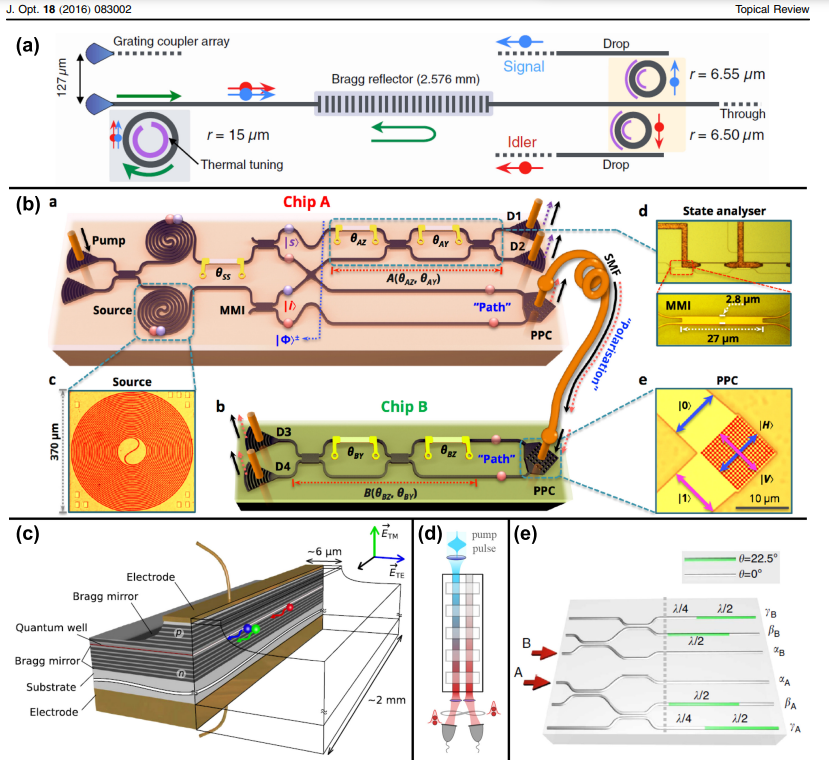 J. Opt. 18 (2016) 083002
Topical Review
(a)
Grating coupler array
127 μm
Bragg reflector (2.576 mm)
Drop
Signal
r = 6.55 μm
Through
r = 15 μm
Thermal tuning
Idler
r = 6.50 μm
Drop
(b)
a
Chip A
Pump
θSS
|s⟩
θAZ
θAY
D1
D2
A(θAZ, θAY)
Source
MMI
|i⟩
"Path"
PPC
|Φ⟩±
SMF
"Polarisation"
d
State analyser
MMI
2.8 μm
27 μm
c
Source
370 μm
b
Chip B
D3
D4
θBY
θBZ
"Path"
B(θBZ, θBY)
PPC
e
PPC
|0⟩
|H⟩
|V⟩
|1⟩
10 μm
(c)
~6 μm
ETM
ETE
Electrode
Bragg mirror
Quantum well
Bragg mirror
Substrate
Electrode
p
n
~2 mm
(d)
pump
pulse
(e)
θ=22.5°
θ=0°
λ/4
λ/2
γB
βB
λ/2
αB
B
A
αA
λ/2
βA
λ/4
λ/2
γA